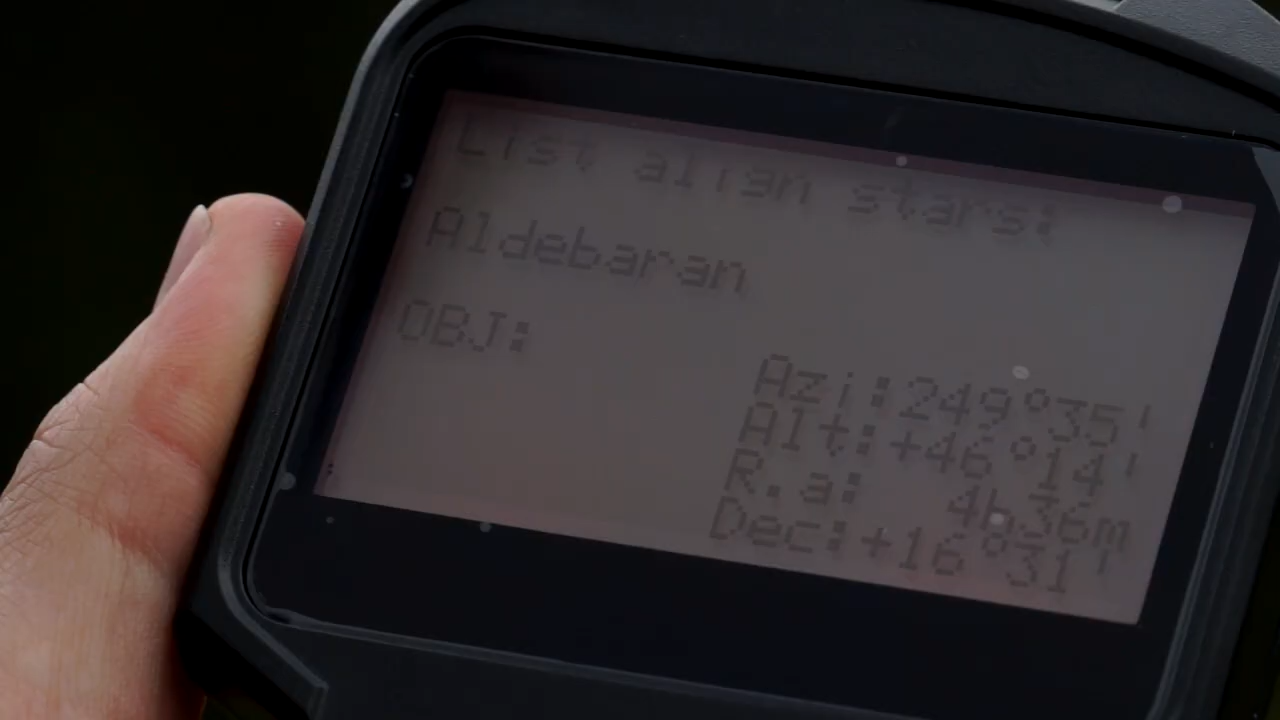 List align stars:
Aldebaran
OBJ:
Azi:249°35'
Alt:+46°14'
R.a: 4h36m
Dec:+16°31'